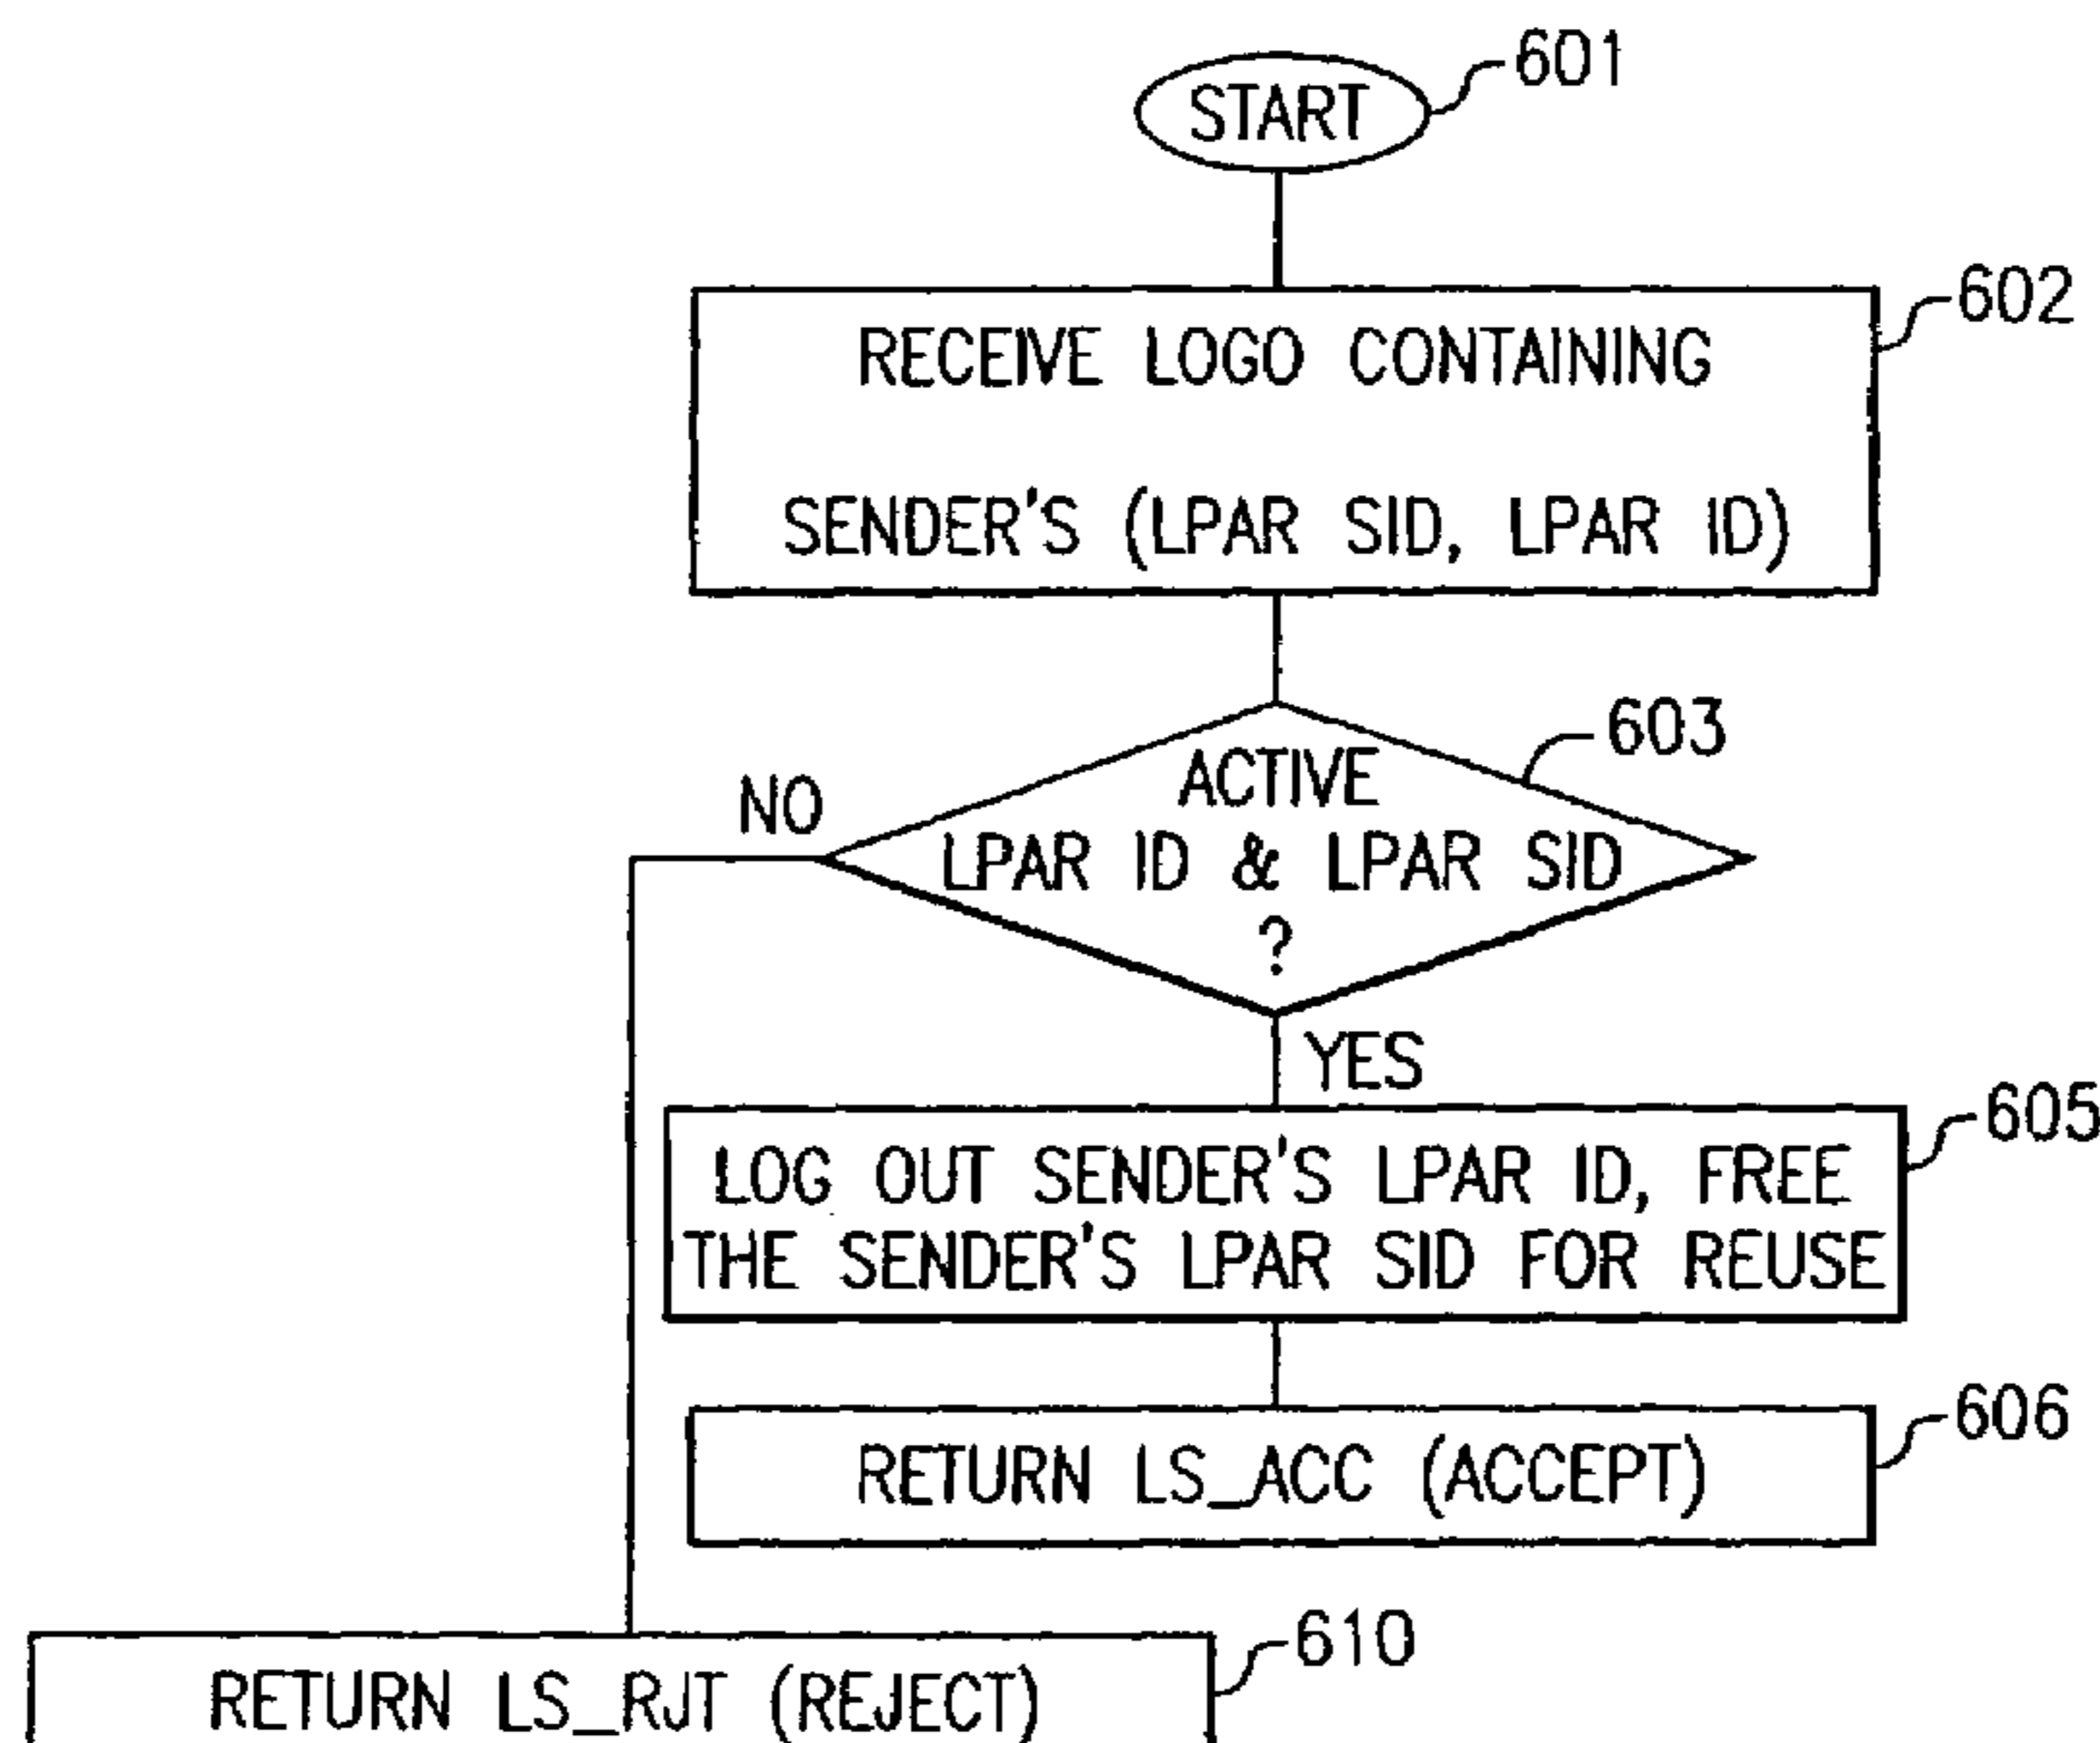 START
601
RECEIVE LOGO CONTAINING
SENDER'S (LPAR SID, LPAR ID)
602
ACTIVE
LPAR ID & LPAR SID
?
603
NO
YES
LOG OUT SENDER'S LPAR ID, FREE
THE SENDER'S LPAR SID FOR REUSE
605
RETURN LS_ACC (ACCEPT)
606
RETURN LS_RJT (REJECT)
610